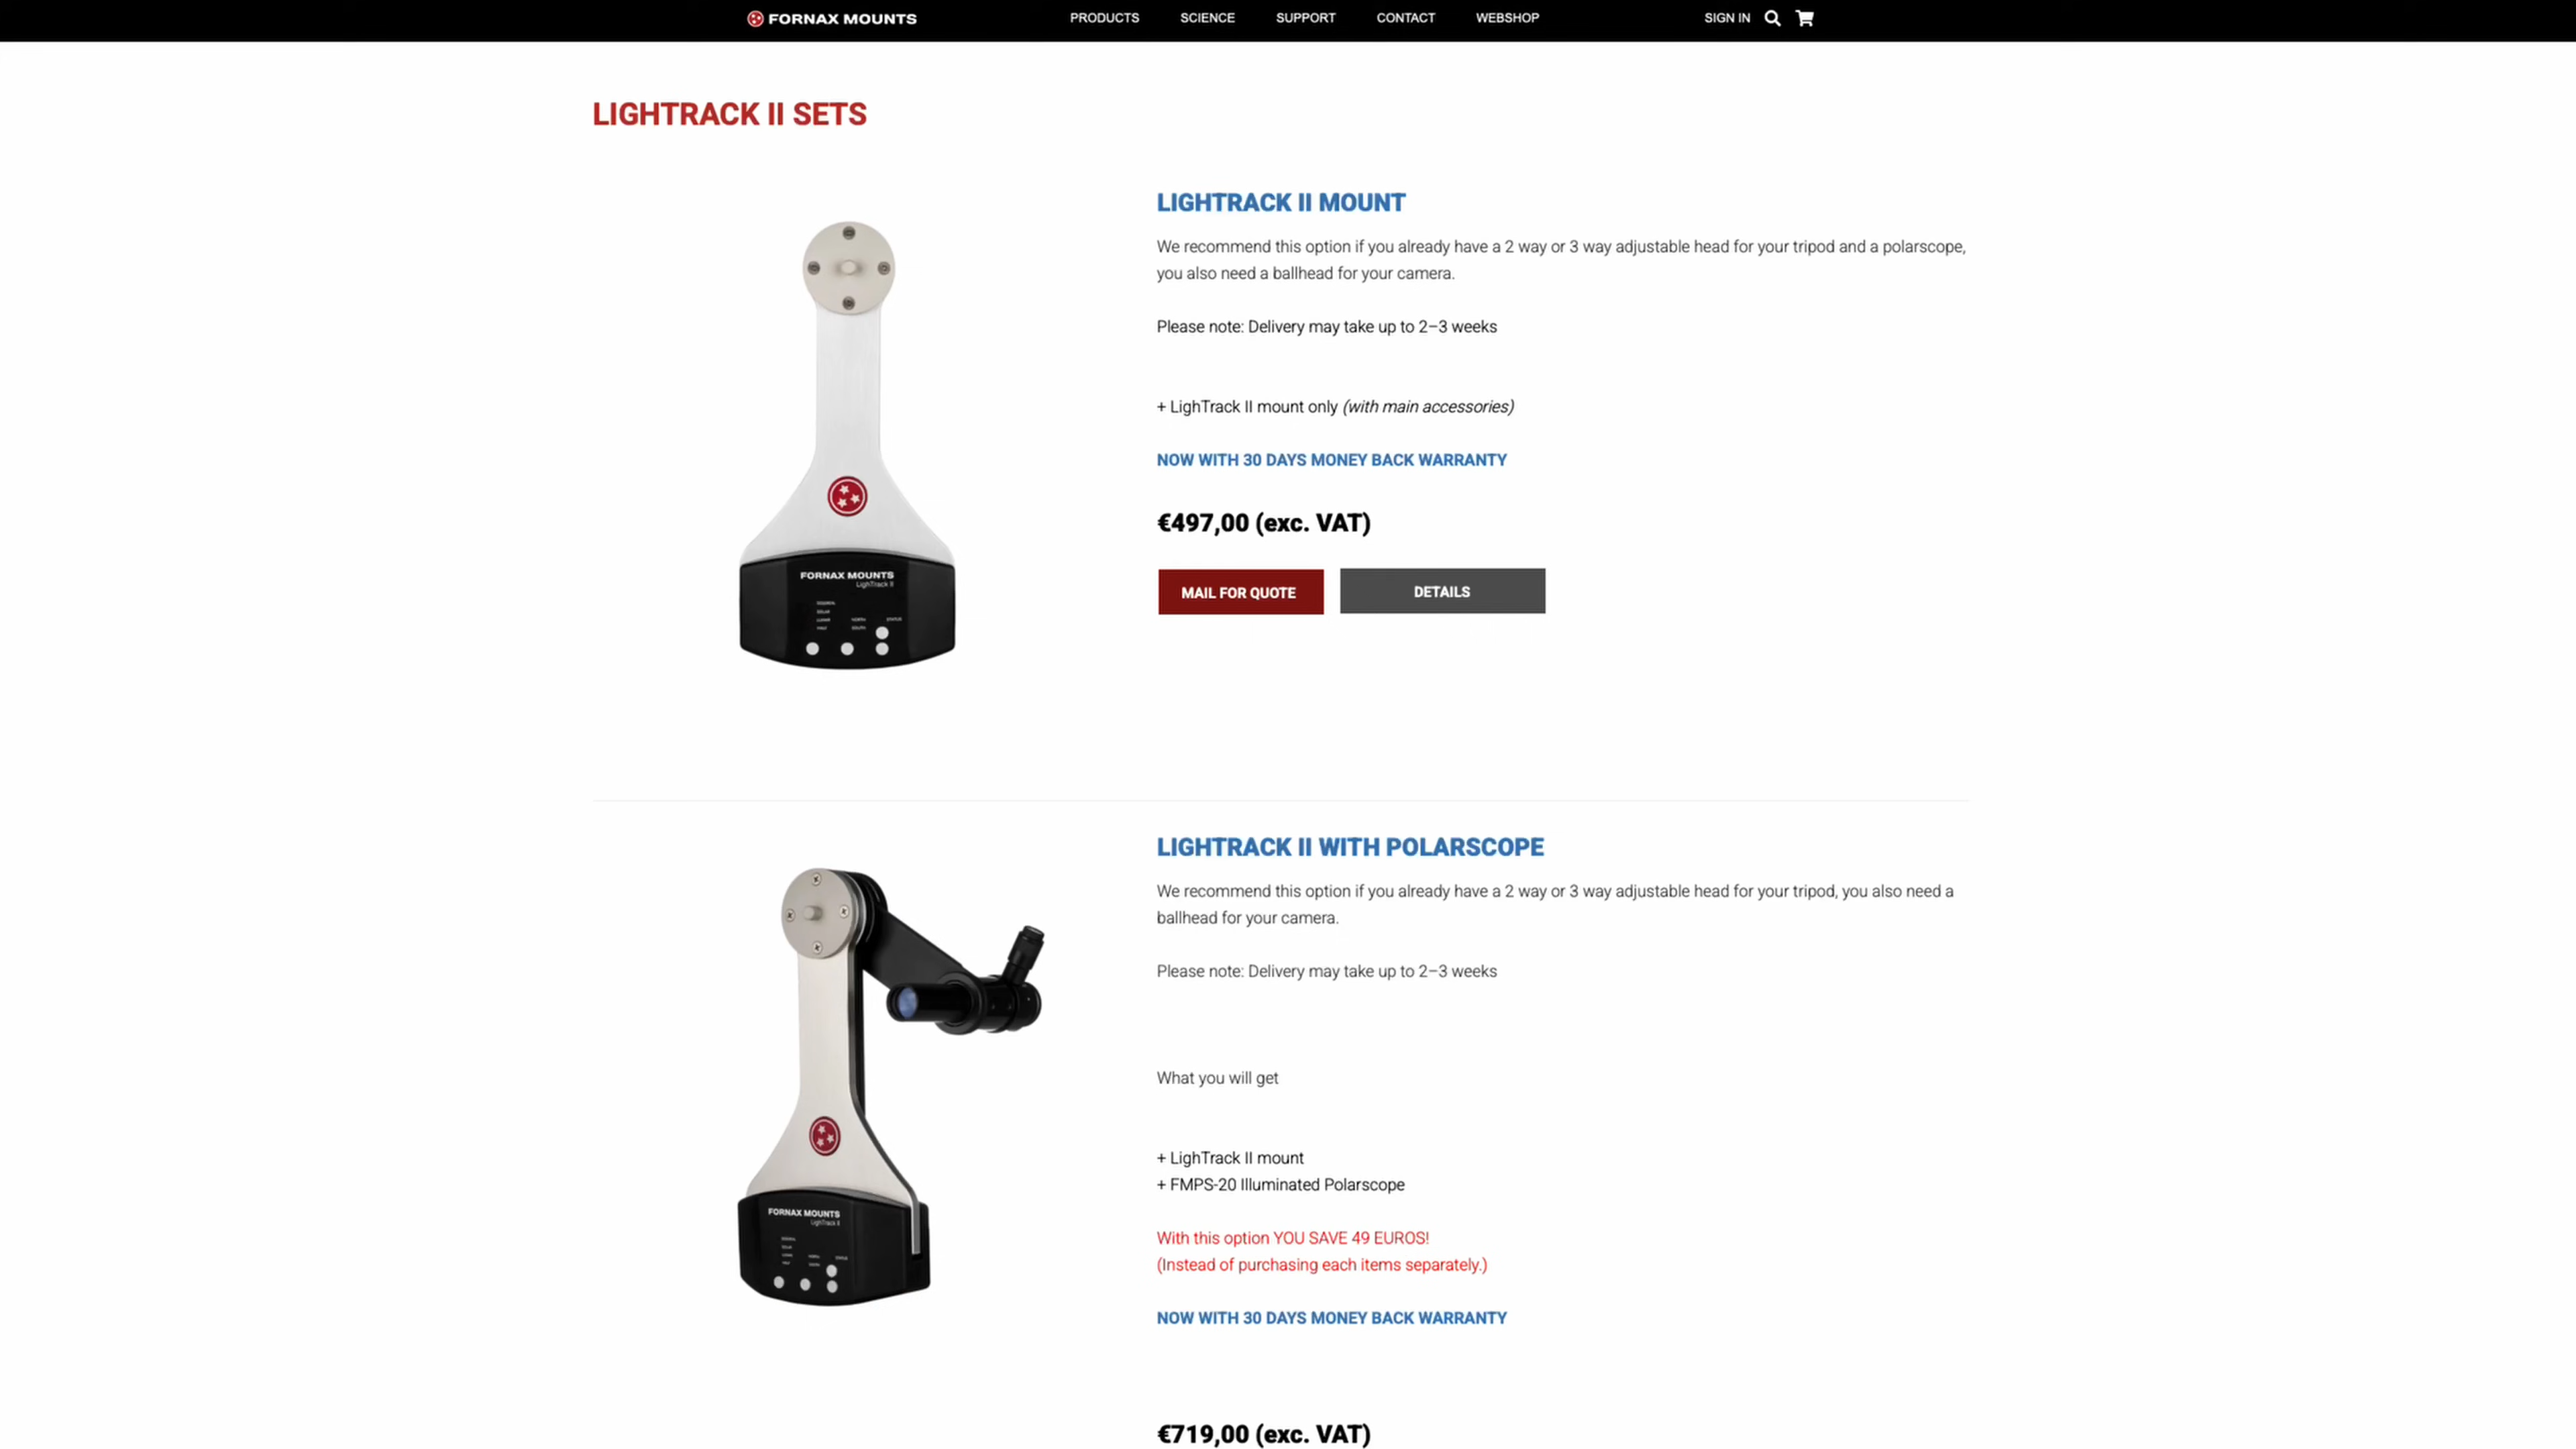 FORNAX MOUNTS
PRODUCTS SCIENCE SUPPORT CONTACT WEBSHOP
SIGN IN
LIGHTRACK II SETS
LIGHTRACK II MOUNT
We recommend this option if you already have a 2 way or 3 way adjustable head for your tripod and a polarscope,
you also need a ballhead for your camera.
Please note: Delivery may take up to 2–3 weeks
+ LighTrack II mount only (with main accessories)
NOW WITH 30 DAYS MONEY BACK WARRANTY
€497,00 (exc. VAT)
MAIL FOR QUOTE
DETAILS
FORNAX MOUNTS
LighTrack II
SIDEREAL
SOLAR
LUNAR NORTH STATUS
HALF SOUTH
LIGHTRACK II WITH POLARSCOPE
We recommend this option if you already have a 2 way or 3 way adjustable head for your tripod, you also need a
ballhead for your camera.
Please note: Delivery may take up to 2–3 weeks
What you will get
+ LighTrack II mount
+ FMPS-20 Illuminated Polarscope
With this option YOU SAVE 49 EUROS!
(Instead of purchasing each items separately.)
NOW WITH 30 DAYS MONEY BACK WARRANTY
€719,00 (exc. VAT)
FORNAX MOUNTS
LighTrack II